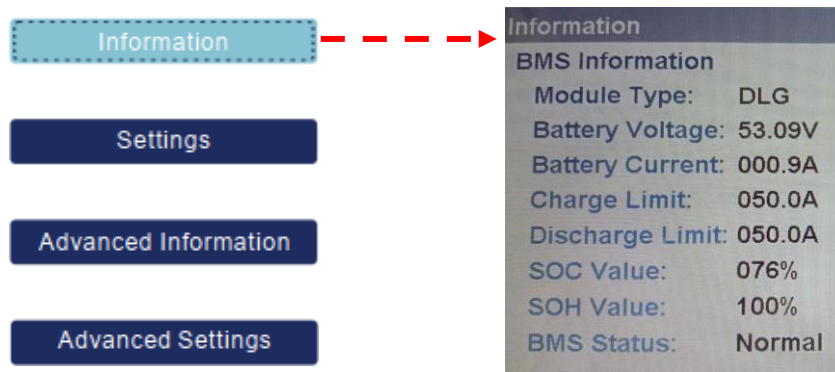 Information
Settings
Advanced Information
Advanced Settings
Information
BMS Information
Module Type: DLG
Battery Voltage: 53.09V
Battery Current: 000.9A
Charge Limit: 050.0A
Discharge Limit: 050.0A
SOC Value: 076%
SOH Value: 100%
BMS Status: Normal